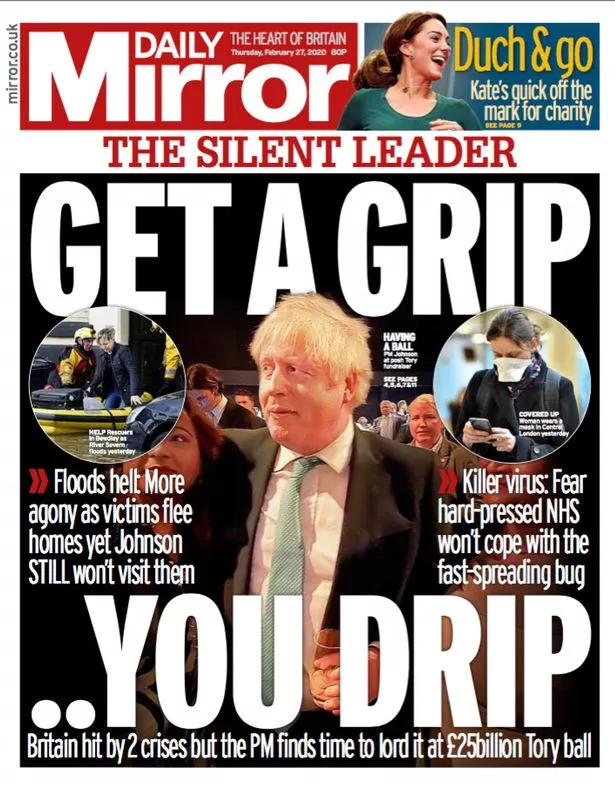 mirror.co.uk
DAILY
Mirror
THE HEART OF BRITAIN
Thursday, February 27, 2020 80P
Duch & go
Kate's quick off the
mark for charity
SEE PAGE 9
THE SILENT LEADER
GET A GRIP
HAVING
A BALL
PM Johnson
at posh Tory
fundraiser
SEE PAGES
4,5,6,7&11
HELP Rescuers
in Bewdley as
River Severn
floods yesterday
COVERED UP
Woman wears a
mask in Central
London yesterday
» Floods hell: More
agony as victims flee
homes yet Johnson
STILL won't visit them
» Killer virus: Fear
hard-pressed NHS
won't cope with the
fast-spreading bug
..YOU DRIP
Britain hit by 2 crises but the PM finds time to lord it at £25billion Tory ball